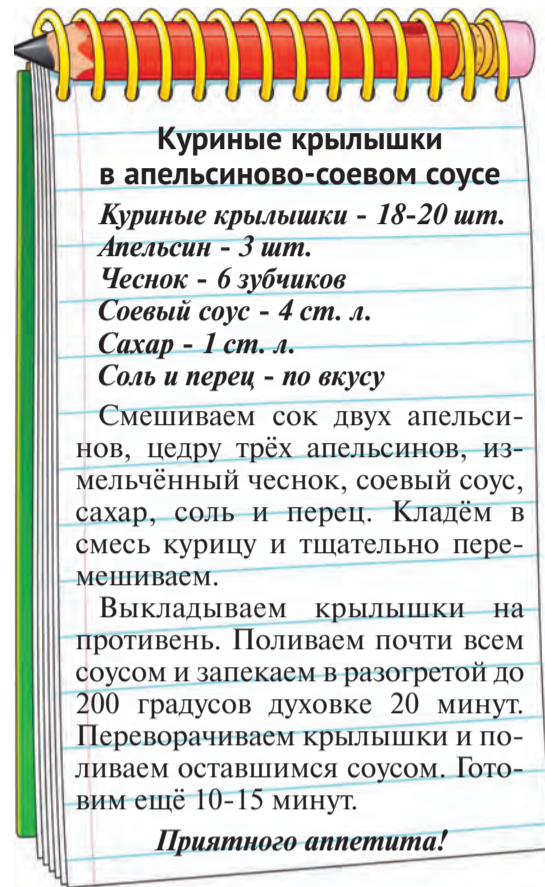 Куриные крылышки
в апельсиново-соевом соусе
Куриные крылышки - 18-20 шт.
Апельсин - 3 шт.
Чеснок - 6 зубчиков
Соевый соус - 4 ст. л.
Сахар - 1 ст. л.
Соль и перец - по вкусу
Смешиваем сок двух апельси-
нов, цедру трёх апельсинов, из-
мельчённый чеснок, соевый соус,
сахар, соль и перец. Кладём в
смесь курицу и тщательно пере-
мешиваем.
Выкладываем крылышки на
противень. Поливаем почти всем
соусом и запекаем в разогретой до
200 градусов духовке 20 минут.
Переворачиваем крылышки и по-
ливаем оставшимся соусом. Гото-
вим ещё 10-15 минут.
Приятного аппетита!